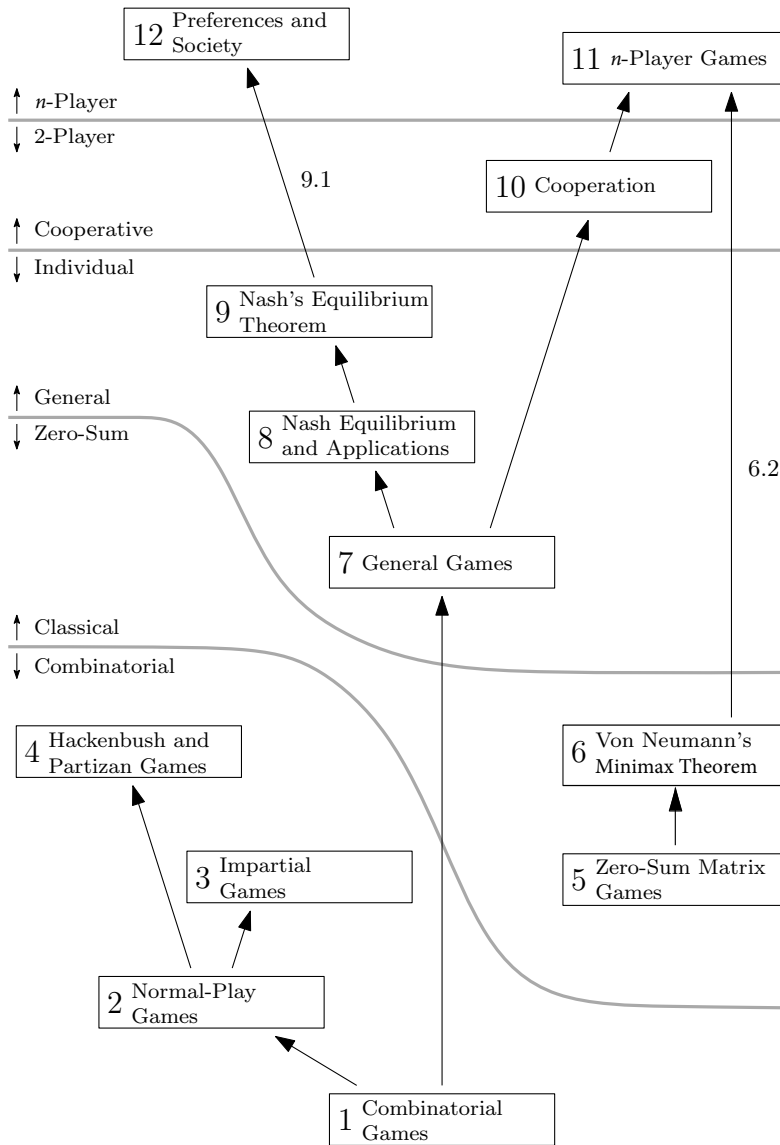 12 Preferences and
Society
11 n-Player Games
n-Player
2-Player
9.1
10 Cooperation
Cooperative
Individual
9 Nash's Equilibrium
Theorem
General
Zero-Sum
8 Nash Equilibrium
and Applications
6.2
7 General Games
Classical
Combinatorial
4 Hackenbush and
Partizan Games
6 Von Neumann's
Minimax Theorem
3 Impartial
Games
5 Zero-Sum Matrix
Games
2 Normal-Play
Games
1 Combinatorial
Games